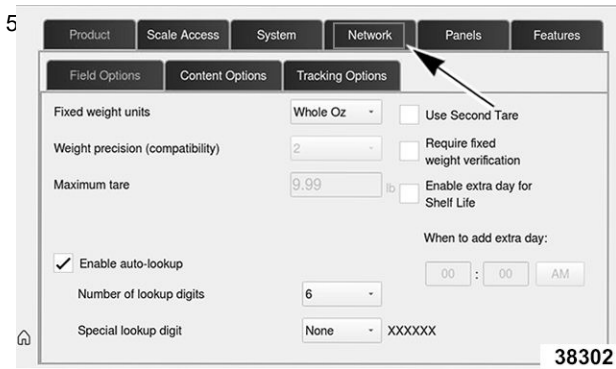 5
Product Scale Access System Network Panels Features
Field Options Content Options Tracking Options
Fixed weight units Whole Oz Use Second Tare
Weight precision (compatibility) 2 Require fixed
weight verification
Maximum tare 9.99 lb Enable extra day for
Shelf Life
When to add extra day:
00 : 00 AM
Enable auto-lookup
Number of lookup digits 6
Special lookup digit None XXXXXX
38302